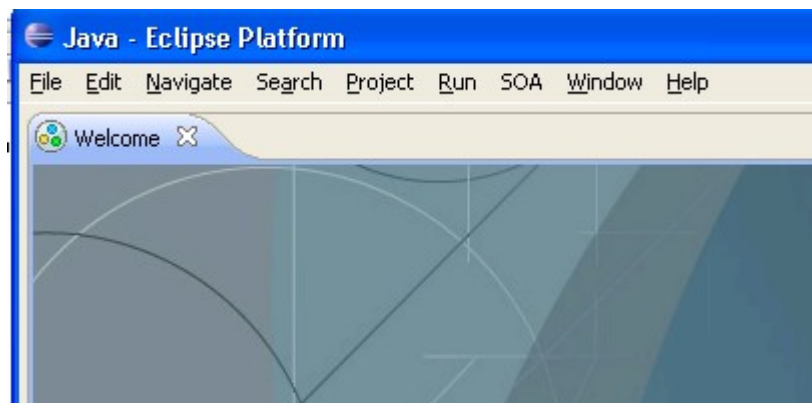 Java - Eclipse Platform
File Edit Navigate Search Project Run SOA Window Help
Welcome